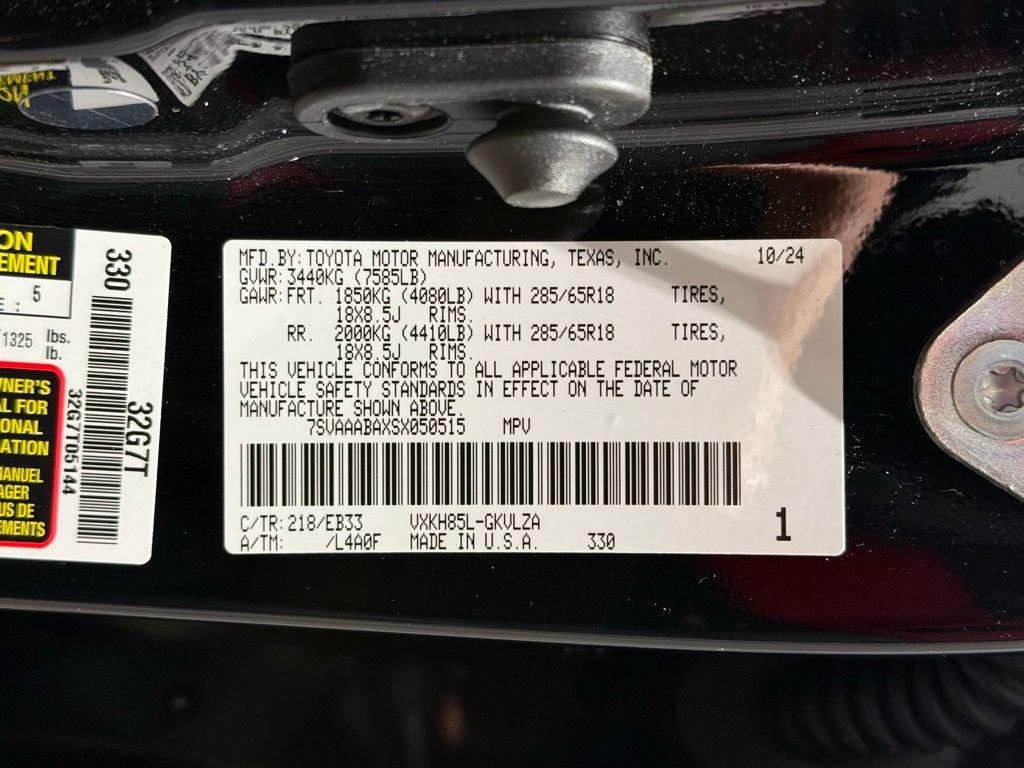 ON
EMENT
5
E :
1325 lbs.
lb.
330
WNER'S
AL FOR
IONAL
ATION
MANUEL
AGER
US DE
EMENTS
32G7T05144
32G7T
MFD.BY: TOYOTA MOTOR MANUFACTURING, TEXAS, INC. 10/24
GVWR: 3440KG (7585LB)
GAWR: FRT. 1850KG (4080LB) WITH 285/65R18 TIRES,
18X8.5J RIMS.
RR. 2000KG (4410LB) WITH 285/65R18 TIRES,
18X8.5J RIMS.
THIS VEHICLE CONFORMS TO ALL APPLICABLE FEDERAL MOTOR
VEHICLE SAFETY STANDARDS IN EFFECT ON THE DATE OF
MANUFACTURE SHOWN ABOVE.
7SVAAABAXSX050515 MPV
C/TR: 218/EB33 VXKH85L-GKVLZA
A/TM: /L4A0F MADE IN U.S.A. 330
1